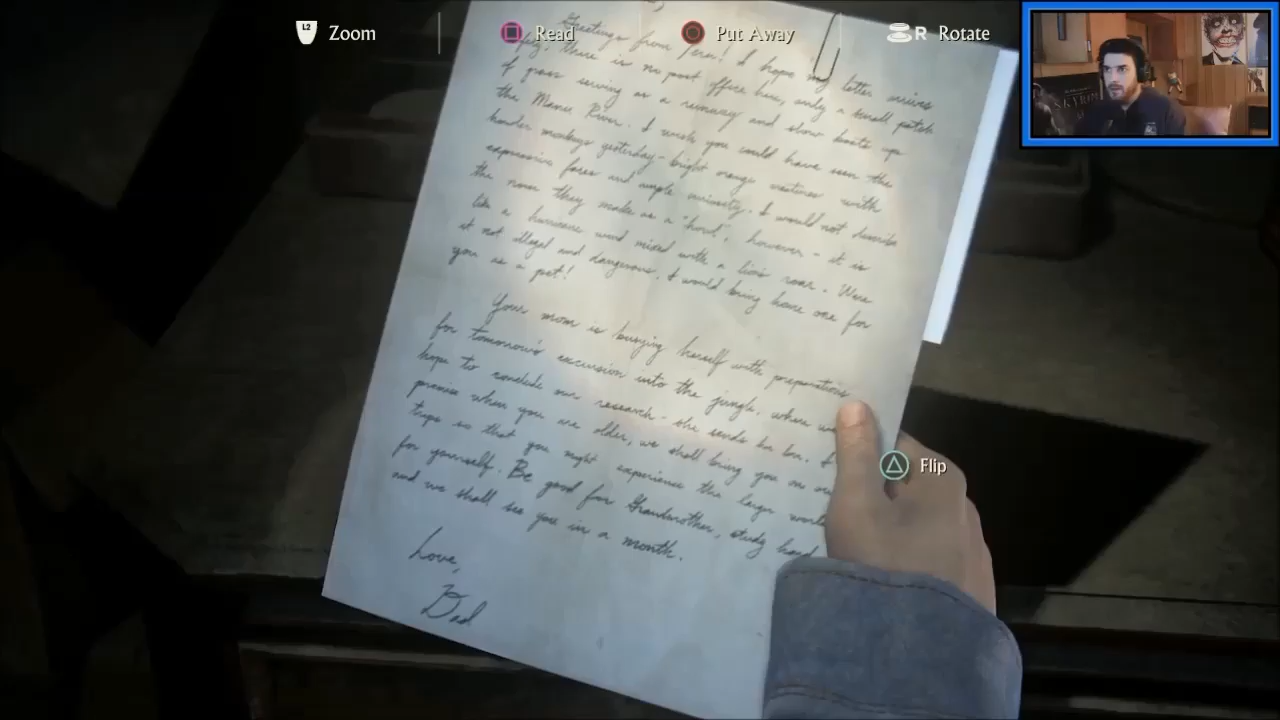 L2 Zoom
Read
Put Away
R Rotate
Greetings from Peru! I hope my letter arrives
there is no post office here, only a small patch
of grass serving as a runway and slow boats up
the Manu River. I wish you could have seen the
howler monkeys yesterday - bright orange creatures with
expressive faces and ample curiosity. I would not describe
the noise they make as a "howl", however - it is
like a hurricane wind mixed with a lion's roar. Were
it not illegal and dangerous, I would bring home one for
you as a pet!
Your mom is busying herself with preparations
for tomorrow's excursion into the jungle, where we
hope to conclude our research - she sends her love. I
promise when you are older, we shall bring you on our
trips so that you might experience the larger world
for yourself. Be good for Grandmother, study hard
and we shall see you in a month.
Love,
Dad
Flip
SKYRIM